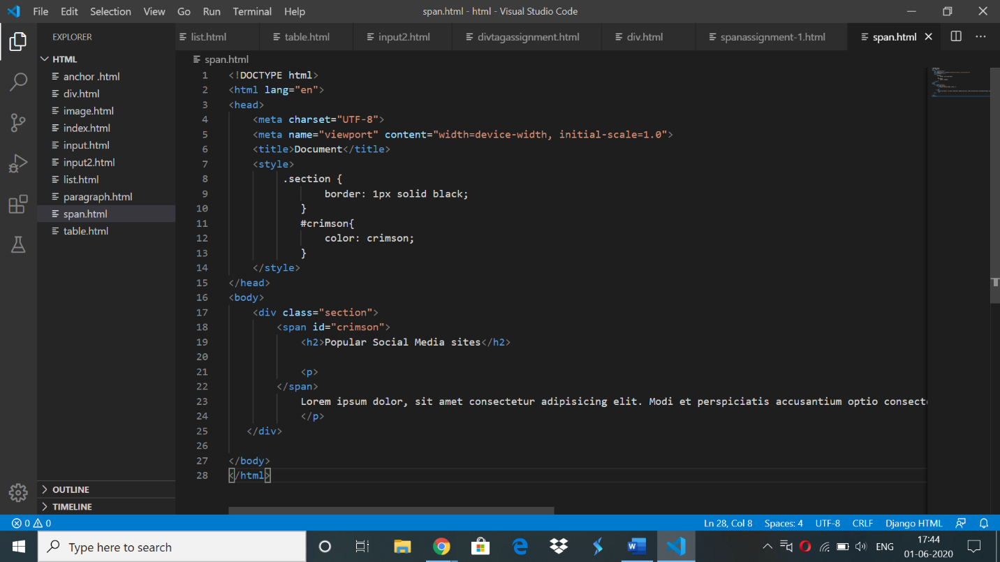 File Edit Selection View Go Run Terminal Help span.html - html - Visual Studio Code
EXPLORER
HTML
anchor .html
div.html
image.html
index.html
input.html
input2.html
list.html
paragraph.html
span.html
table.html
OUTLINE
TIMELINE
list.html table.html input2.html divtagassignment.html div.html spanassignment-1.html span.html
span.html
1 <!DOCTYPE html>
2 <html lang="en">
3 <head>
4 <meta charset="UTF-8">
5 <meta name="viewport" content="width=device-width, initial-scale=1.0">
6 <title>Document</title>
7 <style>
8 .section {
9 border: 1px solid black;
10 }
11 #crimson{
12 color: crimson;
13 }
14 </style>
15 </head>
16 <body>
17 <div class="section">
18 <span id="crimson">
19 <h2>Popular Social Media sites</h2>
20
21 <p>
22 </span>
23 Lorem ipsum dolor, sit amet consectetur adipisicing elit. Modi et perspiciatis accusantium optio consect
24 </p>
25 </div>
26
27 </body>
28 </html>
0 0 Ln 28, Col 8 Spaces: 4 UTF-8 CRLF Django HTML
Type here to search ENG 17:44
01-06-2020